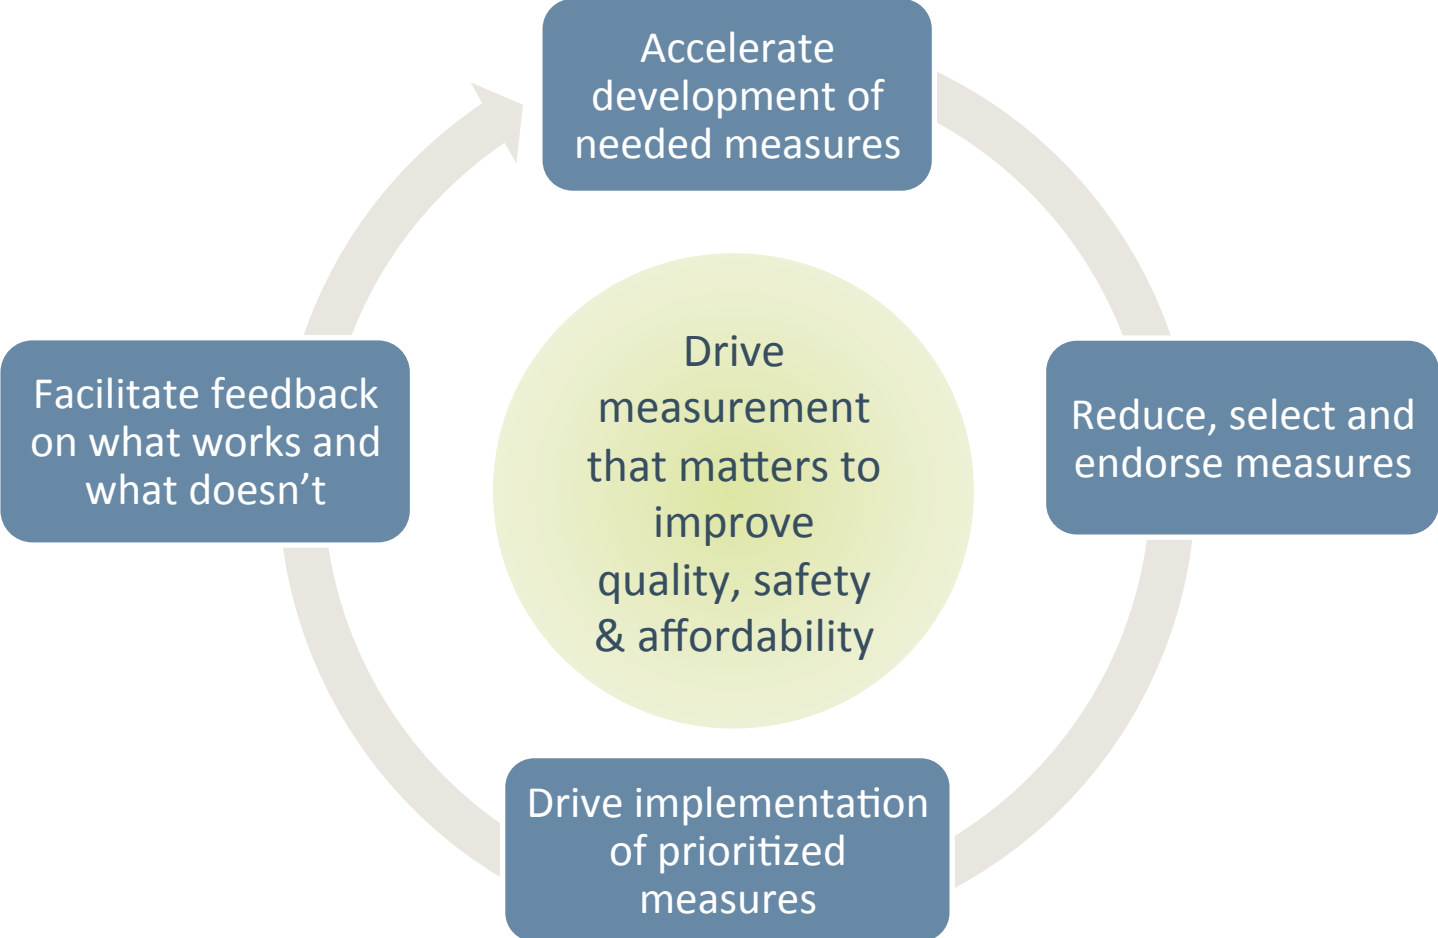 Accelerate
development of
needed measures
Reduce, select and
endorse measures
Drive implementation
of prioritized
measures
Facilitate feedback
on what works and
what doesn’t
Drive
measurement
that matters to
improve
quality, safety
& affordability